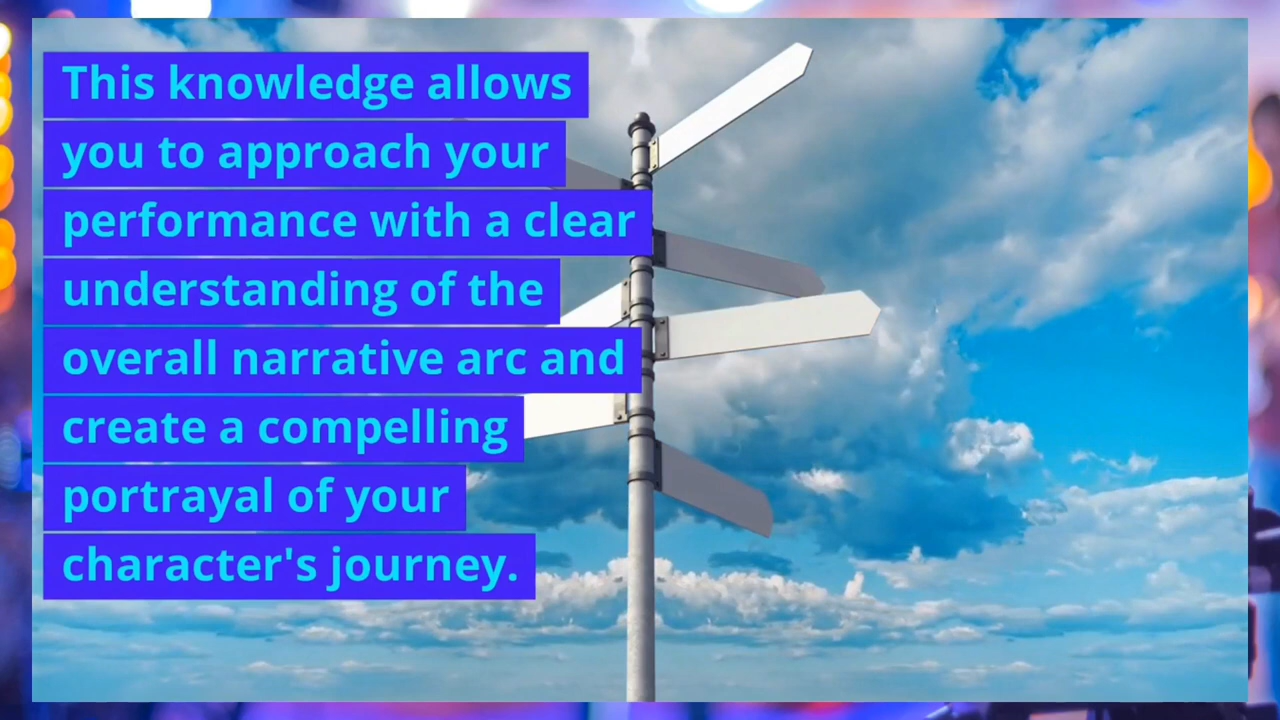 This knowledge allows
you to approach your
performance with a clear
understanding of the
overall narrative arc and
create a compelling
portrayal of your
character's journey.